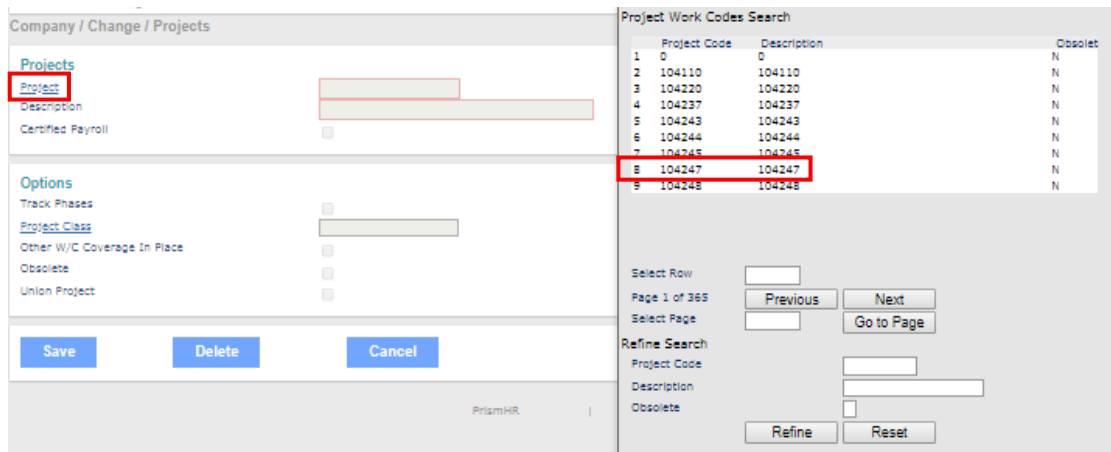 Company / Change / Projects
Projects
Project
Description
Certified Payroll
Options
Track Phases
Project Class
Other W/C Coverage In Place
Obsolete
Union Project
Save Delete Cancel
PrismHR |
Project Work Codes Search
Project Code Description Obsolet
1 0 0 N
2 104110 104110 N
3 104220 104220 N
4 104237 104237 N
5 104243 104243 N
6 104244 104244 N
7 104245 104245 N
8 104247 104247 N
9 104248 104248 N
Select Row
Page 1 of 365 Previous Next
Select Page Go to Page
Refine Search
Project Code
Description
Obsolete
Refine Reset